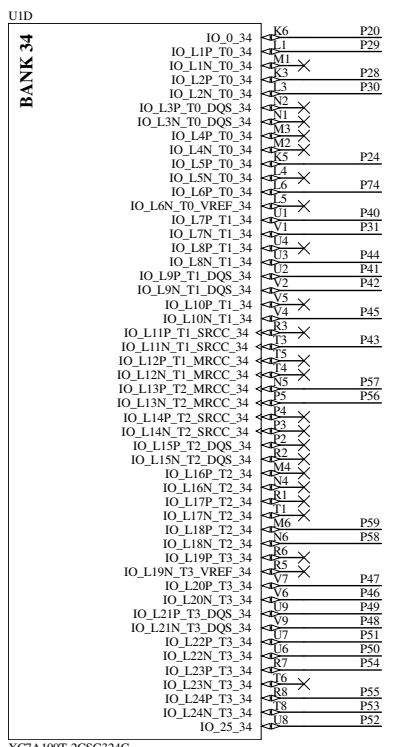 U1D
BANK 34
IO_0_34 K6 P20
IO_L1P_T0_34 L1 P29
IO_L1N_T0_34 M1
IO_L2P_T0_34 K3 P28
IO_L2N_T0_34 L3 P30
IO_L3P_T0_DQS_34 N2
IO_L3N_T0_DQS_34 N1
IO_L4P_T0_34 M3
IO_L4N_T0_34 M2
IO_L5P_T0_34 K5 P24
IO_L5N_T0_34 L4
IO_L6P_T0_34 L6 P74
IO_L6N_T0_VREF_34 L5
IO_L7P_T1_34 U1 P40
IO_L7N_T1_34 V1 P31
IO_L8P_T1_34 U4
IO_L8N_T1_34 U3 P44
IO_L9P_T1_DQS_34 U2 P41
IO_L9N_T1_DQS_34 V2 P42
IO_L10P_T1_34 V5
IO_L10N_T1_34 V4 P45
IO_L11P_T1_SRCC_34 R3
IO_L11N_T1_SRCC_34 T3 P43
IO_L12P_T1_MRCC_34 T5
IO_L12N_T1_MRCC_34 T4
IO_L13P_T2_MRCC_34 N5 P57
IO_L13N_T2_MRCC_34 P5 P56
IO_L14P_T2_SRCC_34 P4
IO_L14N_T2_SRCC_34 P3
IO_L15P_T2_DQS_34 P2
IO_L15N_T2_DQS_34 R2
IO_L16P_T2_34 M4
IO_L16N_T2_34 N4
IO_L17P_T2_34 R1
IO_L17N_T2_34 T1
IO_L18P_T2_34 M6 P59
IO_L18N_T2_34 N6 P58
IO_L19P_T3_34 R6
IO_L19N_T3_VREF_34 R5
IO_L20P_T3_34 V7 P47
IO_L20N_T3_34 V6 P46
IO_L21P_T3_DQS_34 U9 P49
IO_L21N_T3_DQS_34 V9 P48
IO_L22P_T3_34 U7 P51
IO_L22N_T3_34 U6 P50
IO_L23P_T3_34 R7 P54
IO_L23N_T3_34 T6
IO_L24P_T3_34 R8 P55
IO_L24N_T3_34 T8 P53
IO_25_34 U8 P52
XC7A100T-2CSG324C